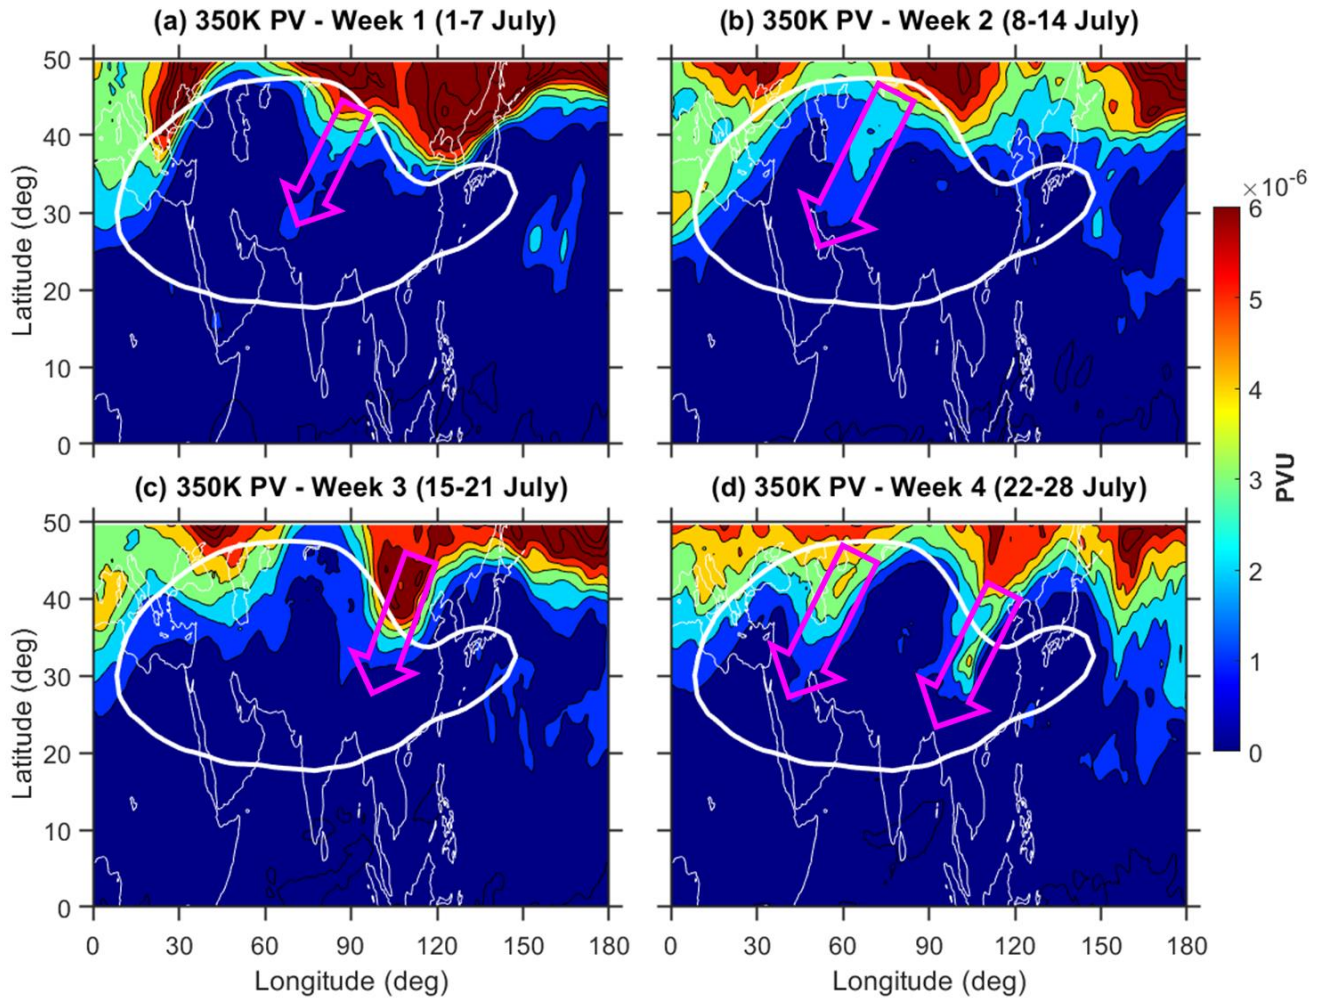 (a) 350K PV - Week 1 (1-7 July)
(b) 350K PV - Week 2 (8-14 July)
50
40
30
20
10
0
Latitude (deg)
×10⁻⁶
6
5
4
3
2
1
0
PVU
(c) 350K PV - Week 3 (15-21 July)
(d) 350K PV - Week 4 (22-28 July)
50
40
30
20
10
0
Latitude (deg)
0 30 60 90 120 150 180
Longitude (deg)
0 30 60 90 120 150 180
Longitude (deg)